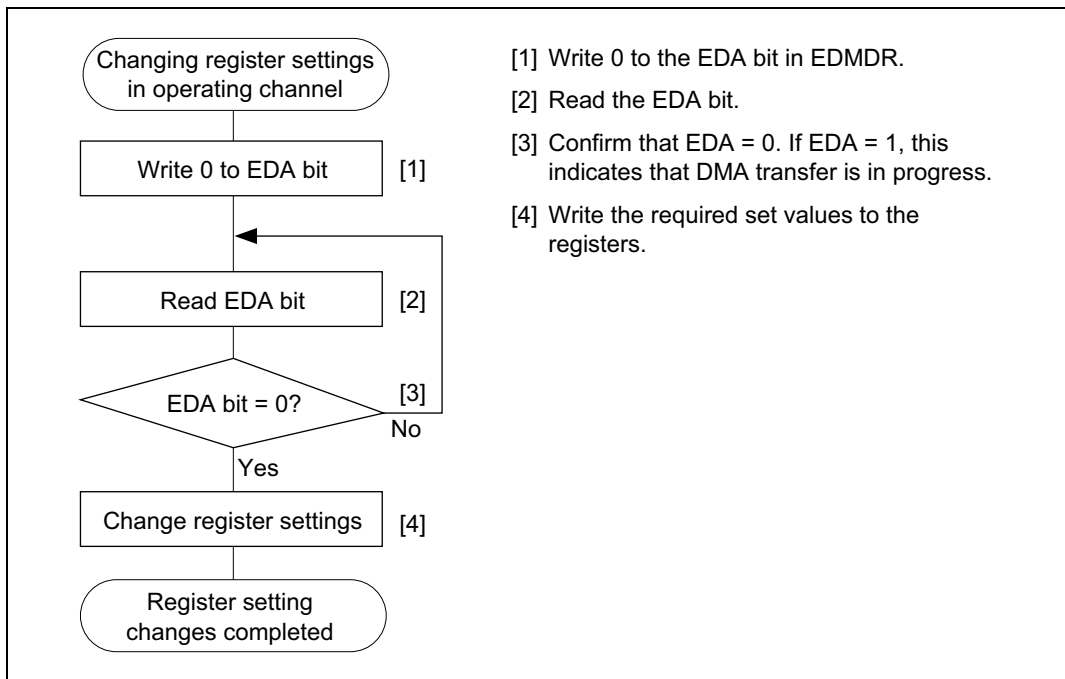 Changing register settings
in operating channel
Write 0 to EDA bit
[1]
Read EDA bit
[2]
EDA bit = 0?
[3]
No
Yes
Change register settings
[4]
Register setting
changes completed
[1] Write 0 to the EDA bit in EDMDR.
[2] Read the EDA bit.
[3] Confirm that EDA = 0. If EDA = 1, this
indicates that DMA transfer is in progress.
[4] Write the required set values to the
registers.